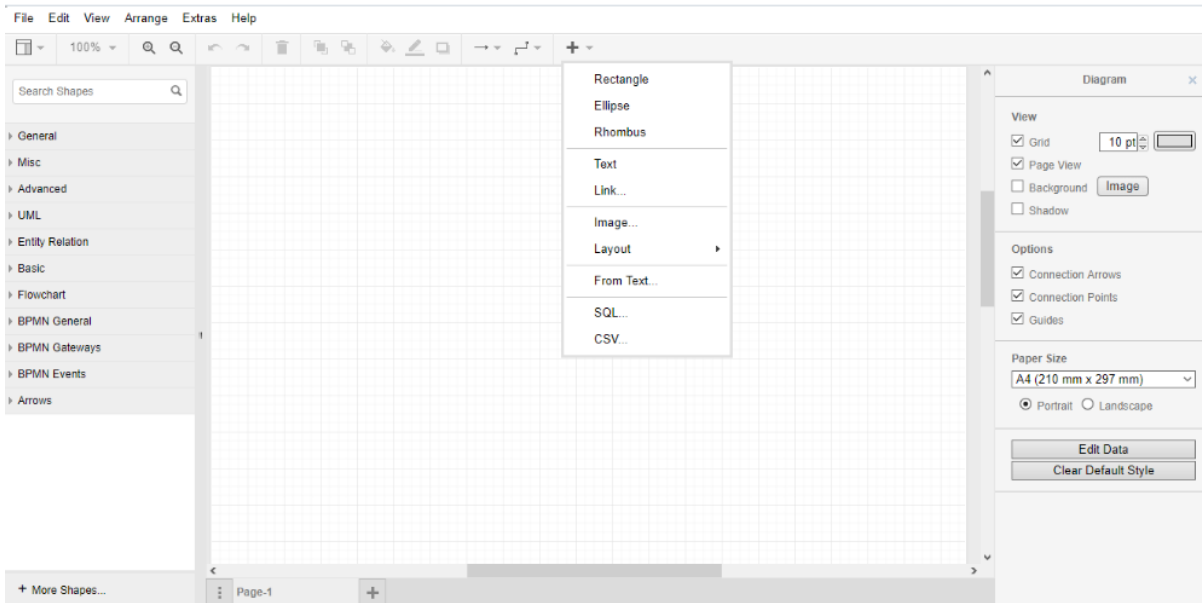 File Edit View Arrange Extras Help
100%
Search Shapes
General
Misc
Advanced
UML
Entity Relation
Basic
Flowchart
BPMN General
BPMN Gateways
BPMN Events
Arrows
+ More Shapes...
Rectangle
Ellipse
Rhombus
Text
Link...
Image...
Layout
From Text...
SQL...
CSV...
Page-1
Diagram
View
Grid 10 pt
Page View
Background Image
Shadow
Options
Connection Arrows
Connection Points
Guides
Paper Size
A4 (210 mm x 297 mm)
Portrait Landscape
Edit Data
Clear Default Style